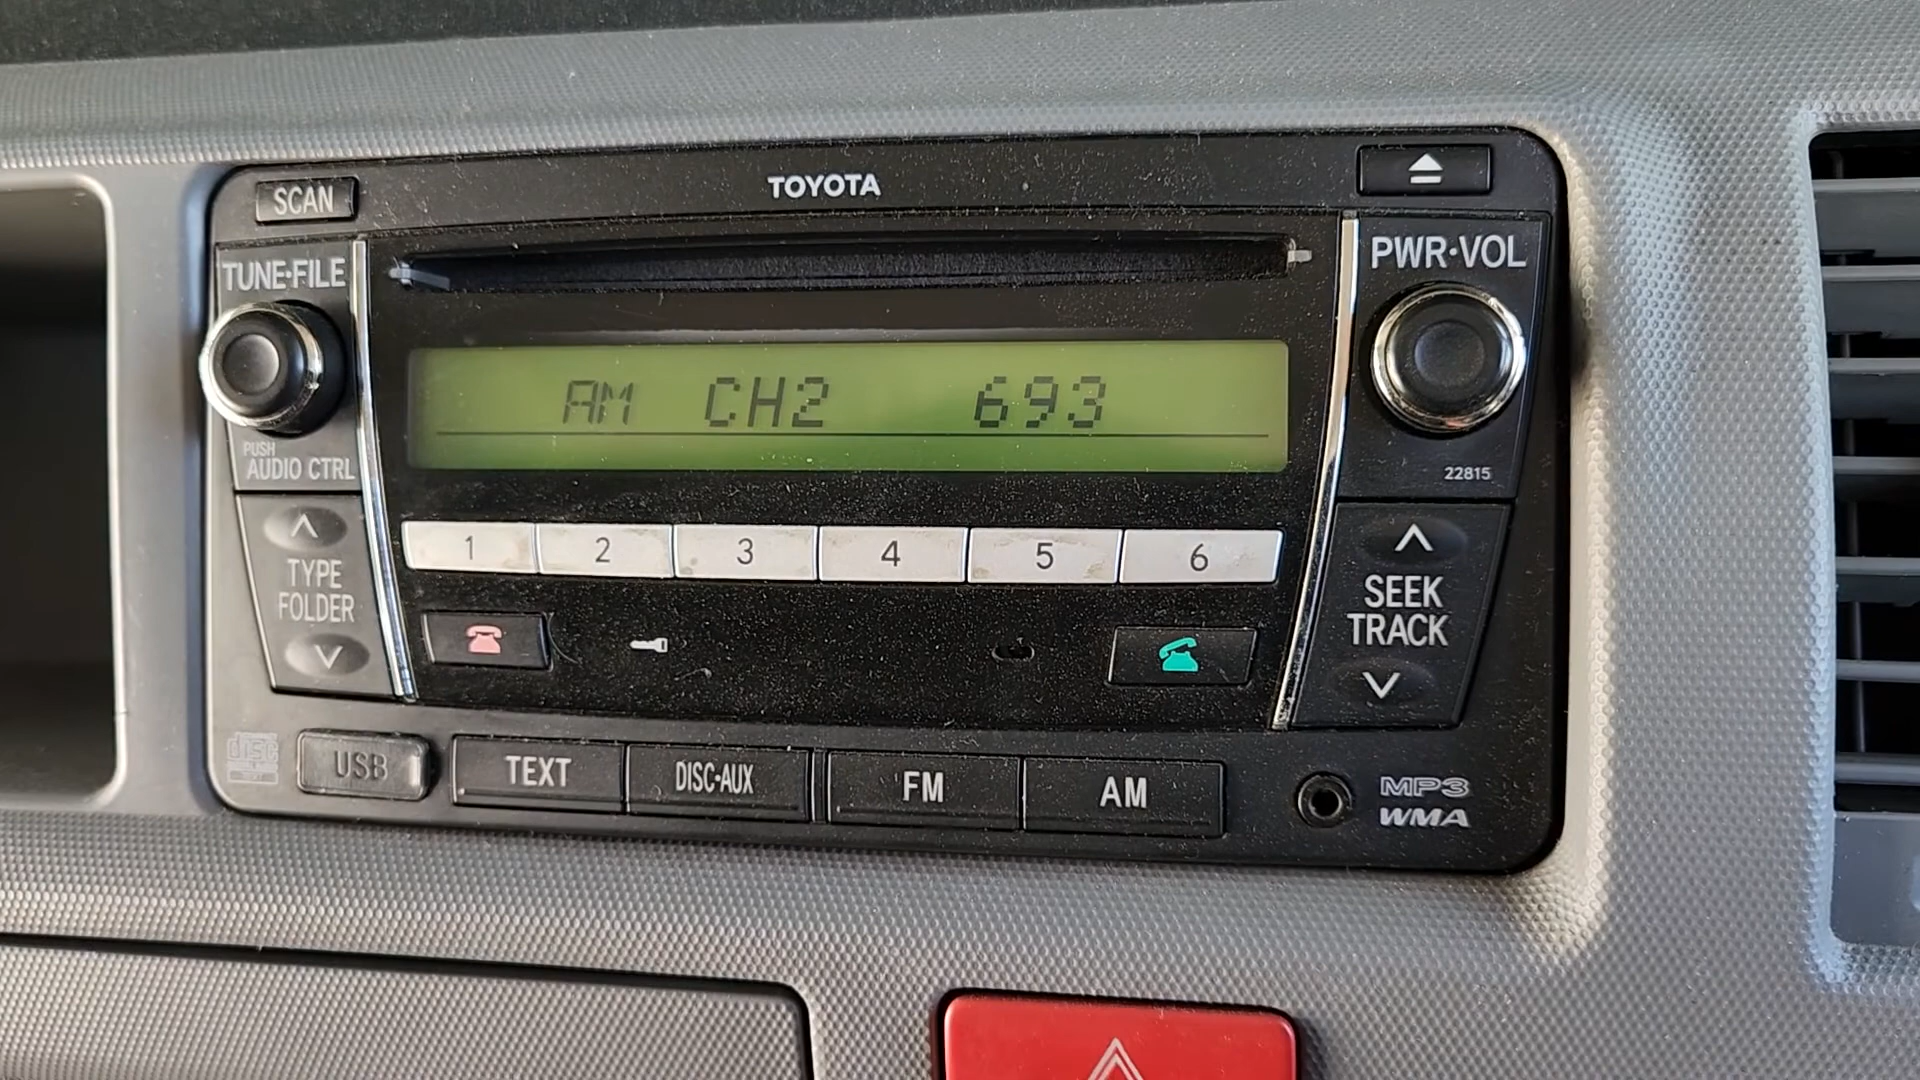 TOYOTA
SCAN
TUNE•FILE
PWR•VOL
AM CH2 693
PUSH
AUDIO CTRL
22815
1 2 3 4 5 6
TYPE
FOLDER
SEEK
TRACK
disc
USB
TEXT
DISC•AUX
FM
AM
MP3
WMA